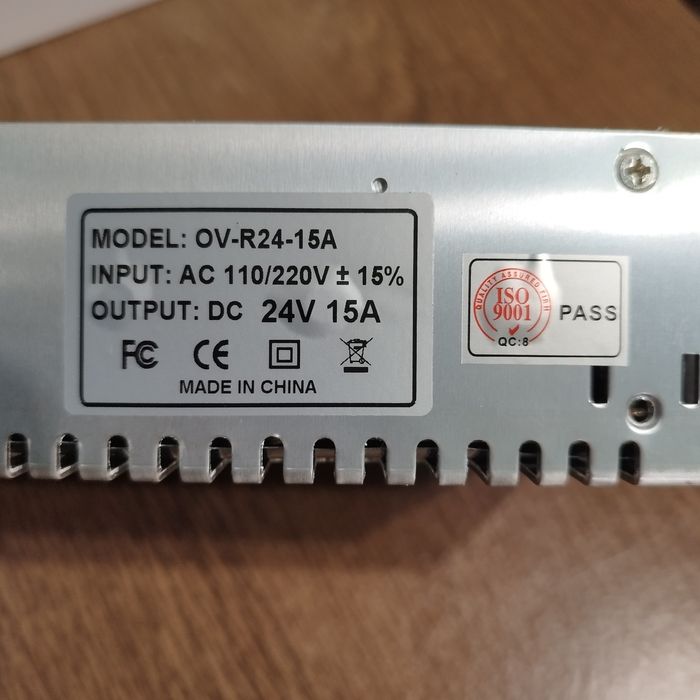 MODEL: OV-R24-15A
INPUT: AC 110/220V ± 15%
OUTPUT: DC 24V 15A
FC CE
MADE IN CHINA
QUALITY ASSURED FIRM
ISO
9001
QC:8
PASS